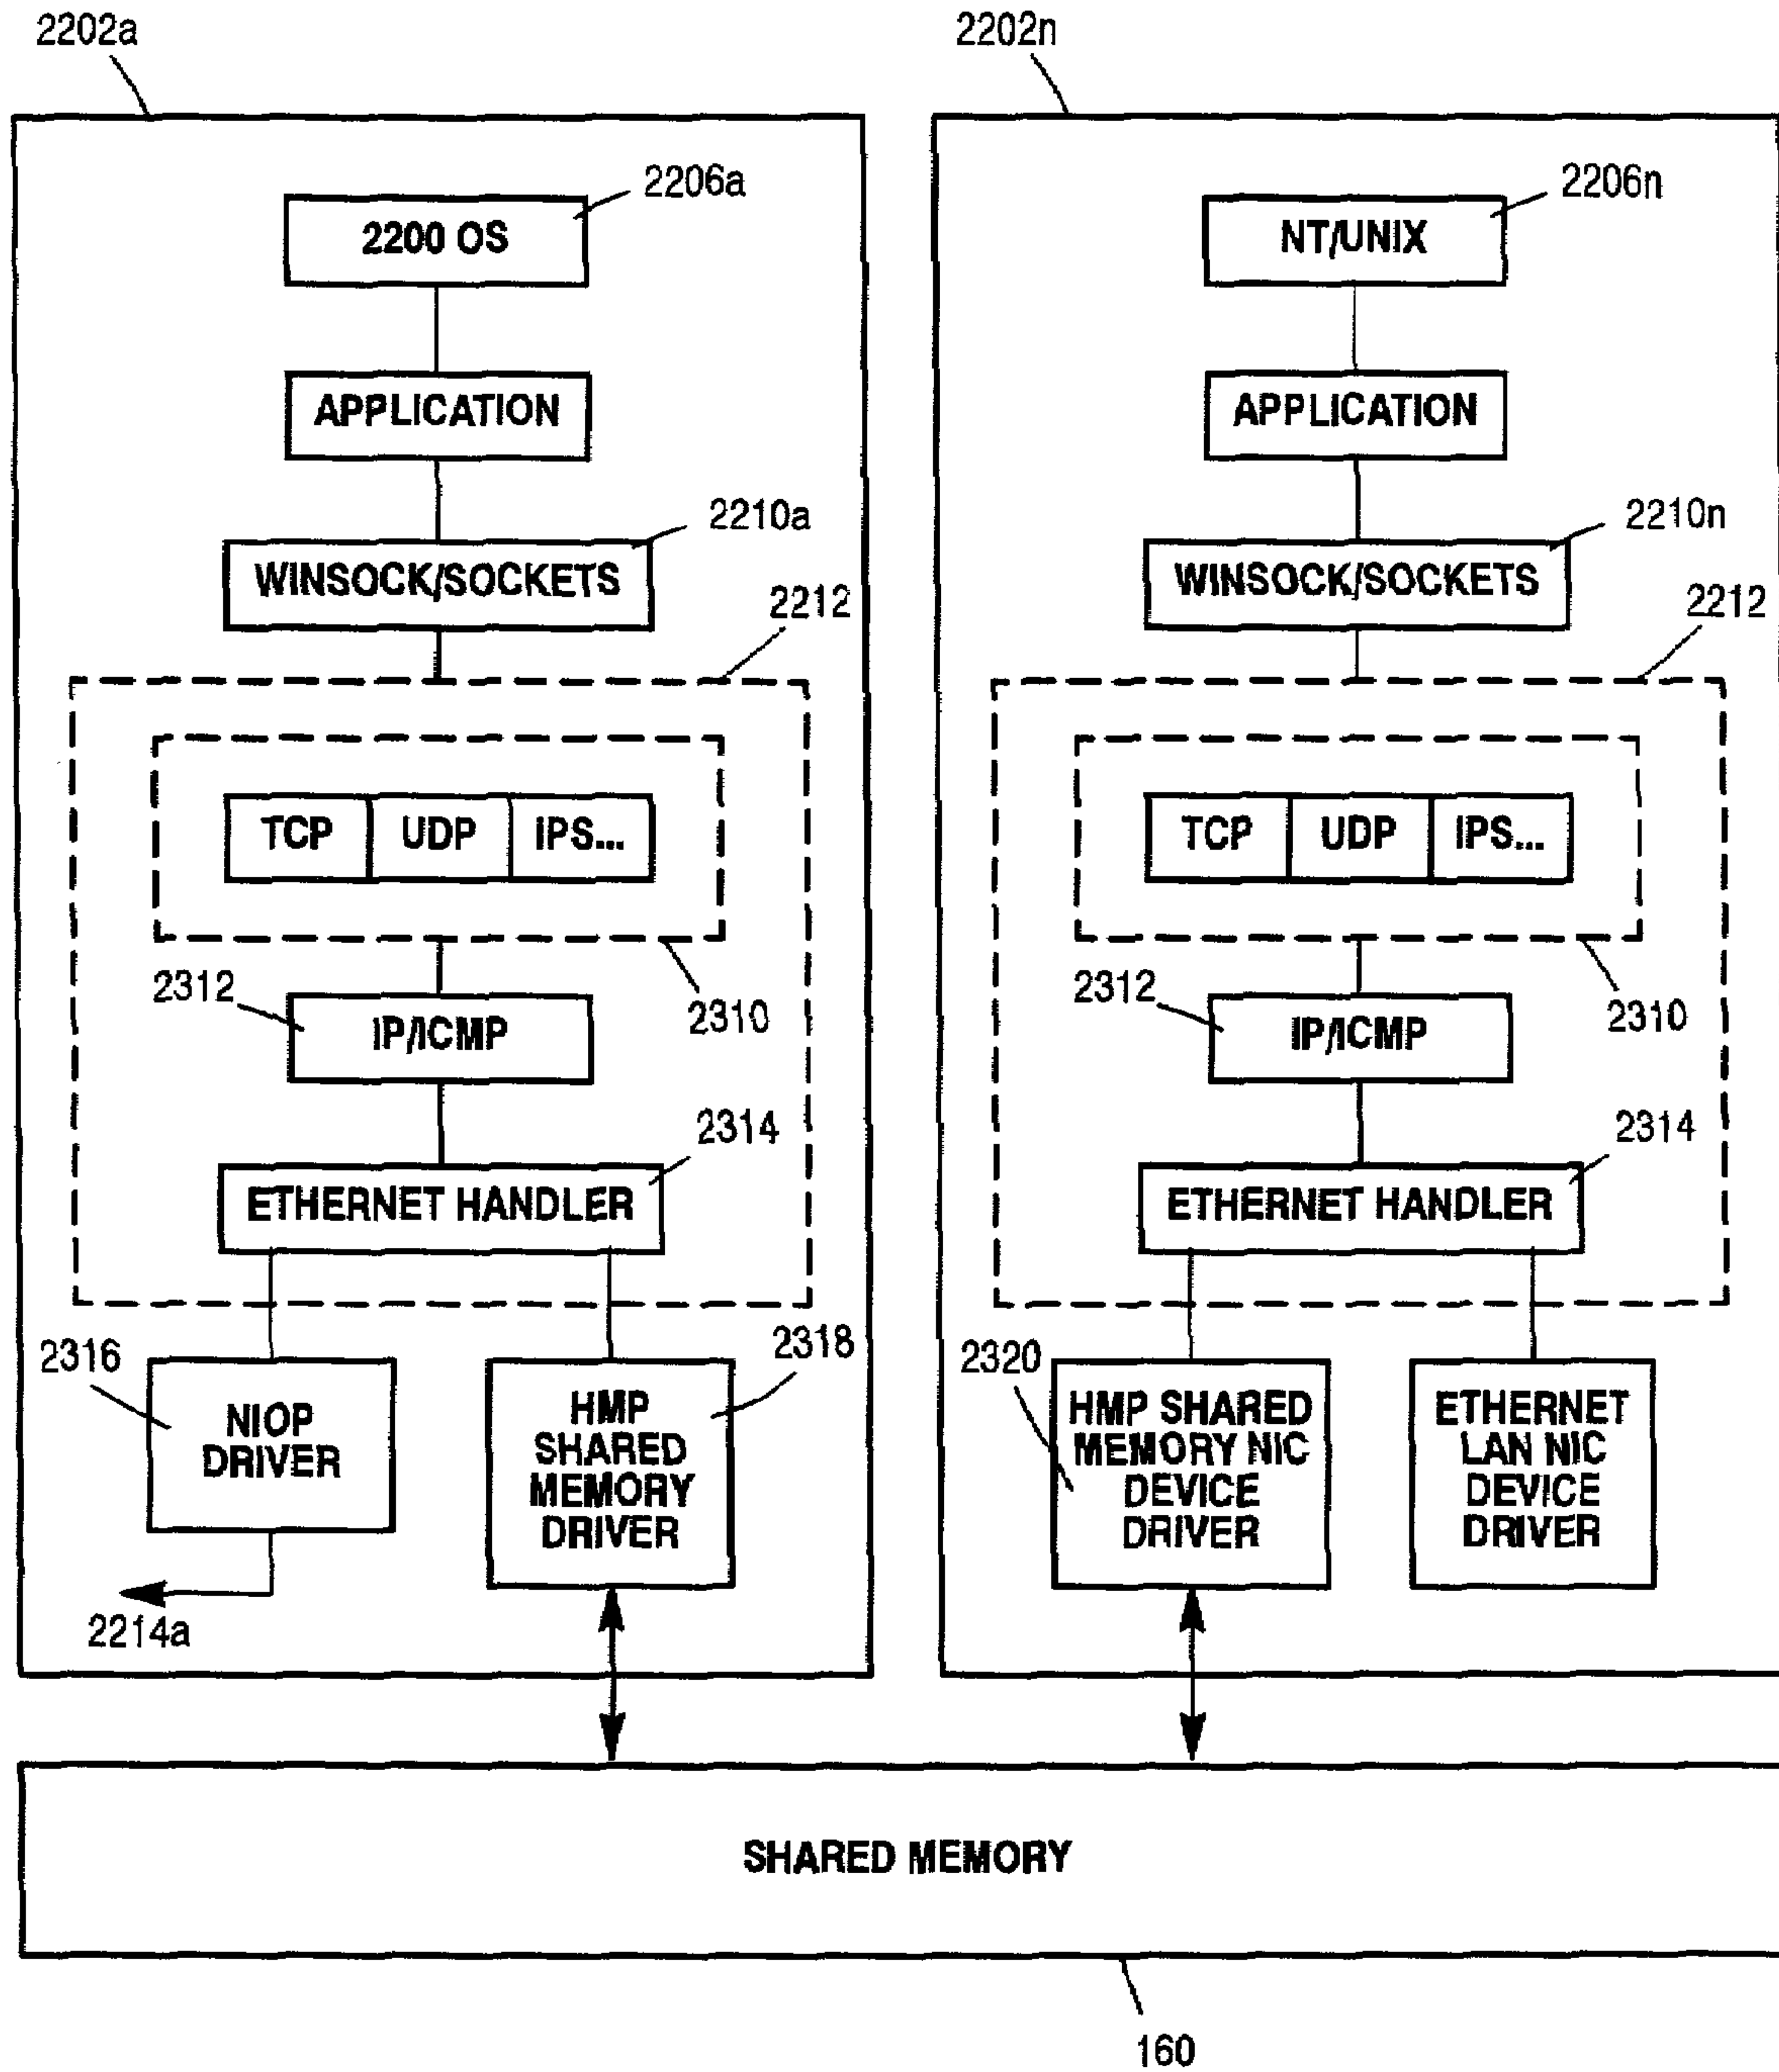 2202a
2202n
2206a
2206n
2200 OS
NT/UNIX
APPLICATION
APPLICATION
2210a
2210n
WINSOCK/SOCKETS
WINSOCK/SOCKETS
2212
2212
TCP UDP IPS...
TCP UDP IPS...
2312
2310
2312
2310
IP/ICMP
IP/ICMP
2314
2314
ETHERNET HANDLER
ETHERNET HANDLER
2316
2318
2320
NIOP
DRIVER
HMP
SHARED
MEMORY
DRIVER
HMP SHARED
MEMORY NIC
DEVICE
DRIVER
ETHERNET
LAN NIC
DEVICE
DRIVER
2214a
SHARED MEMORY
160